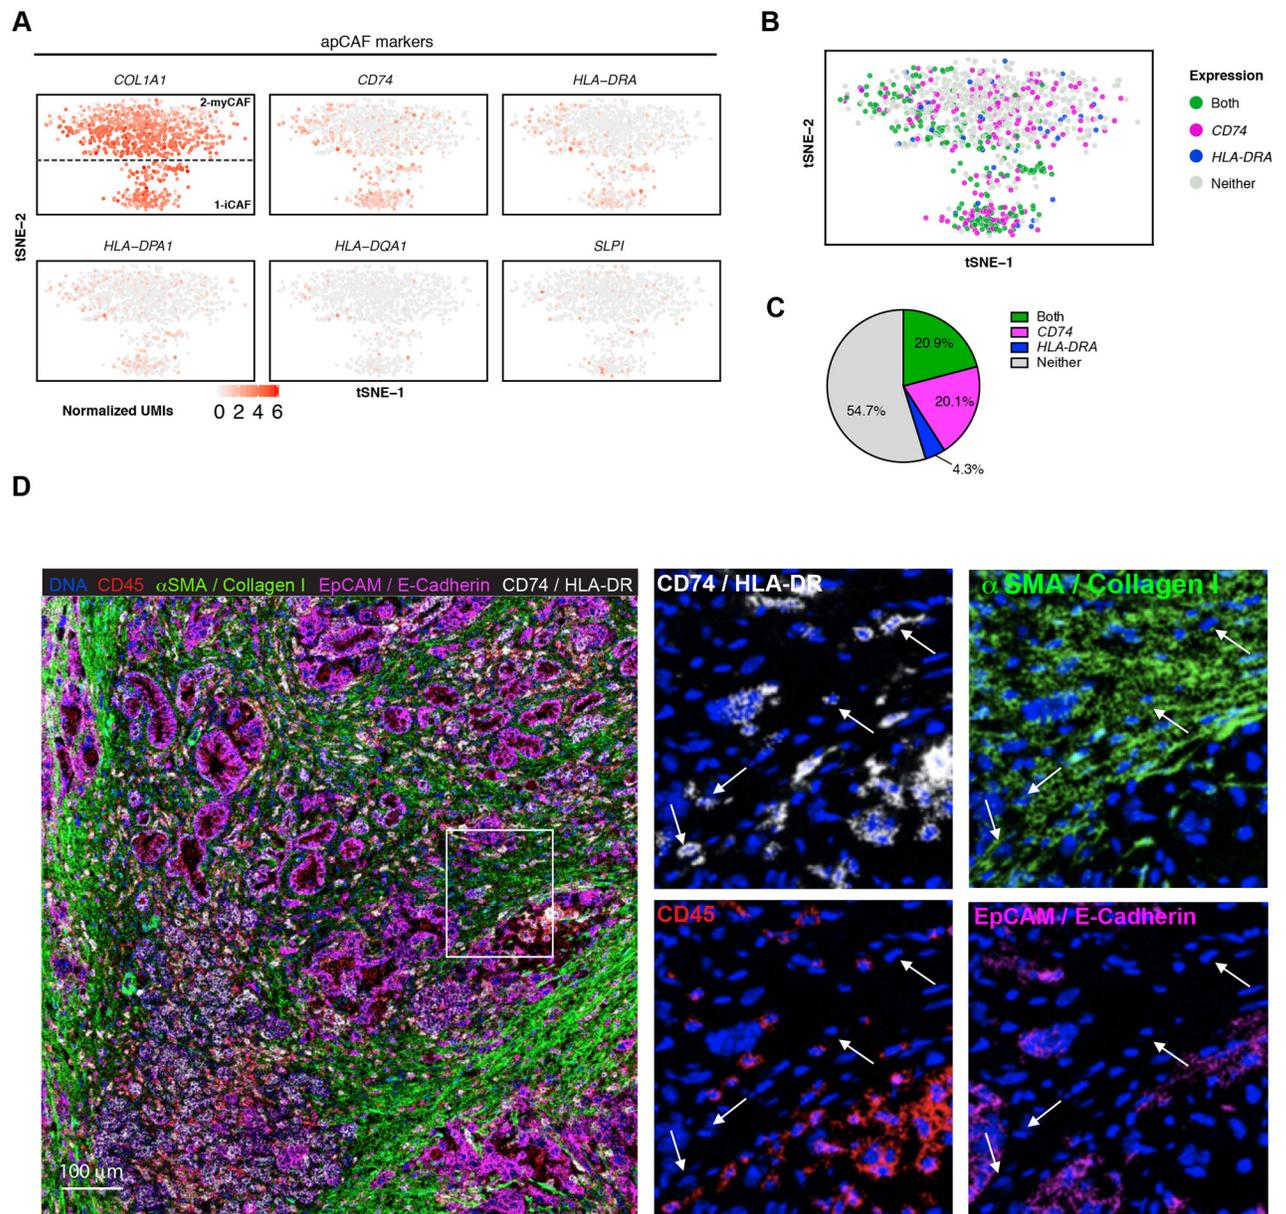 A
apCAF markers
COL1A1
CD74
HLA−DRA
2-myCAF
1-iCAF
tSNE−2
HLA−DPA1
HLA−DQA1
SLPI
tSNE−1
Normalized UMIs
0 2 4 6
B
tSNE−2
tSNE−1
Expression
Both
CD74
HLA-DRA
Neither
C
20.9%
20.1%
4.3%
54.7%
Both
CD74
HLA-DRA
Neither
D
DNA CD45 αSMA / Collagen I EpCAM / E-Cadherin CD74 / HLA-DR
100 µm
CD74 / HLA-DR
α SMA / Collagen I
CD45
EpCAM / E-Cadherin